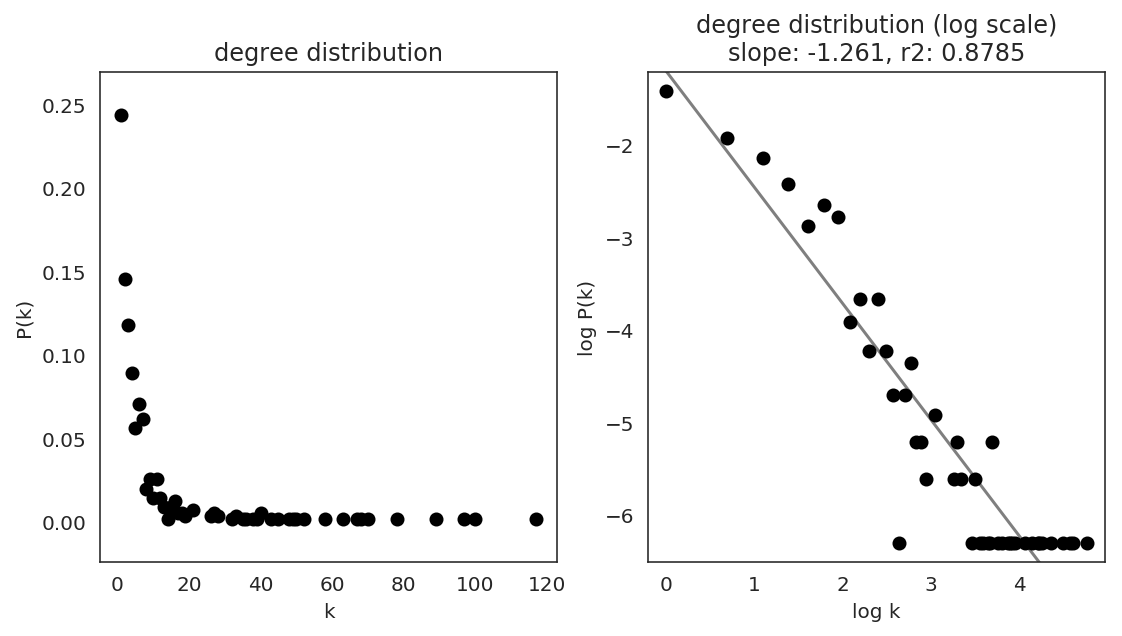 degree distribution
0.25
0.20
0.15
0.10
0.05
0.00
P(k)
0 20 40 60 80 100 120
k
degree distribution (log scale)
slope: -1.261, r2: 0.8785
−2
−3
−4
−5
−6
log P(k)
0 1 2 3 4
log k